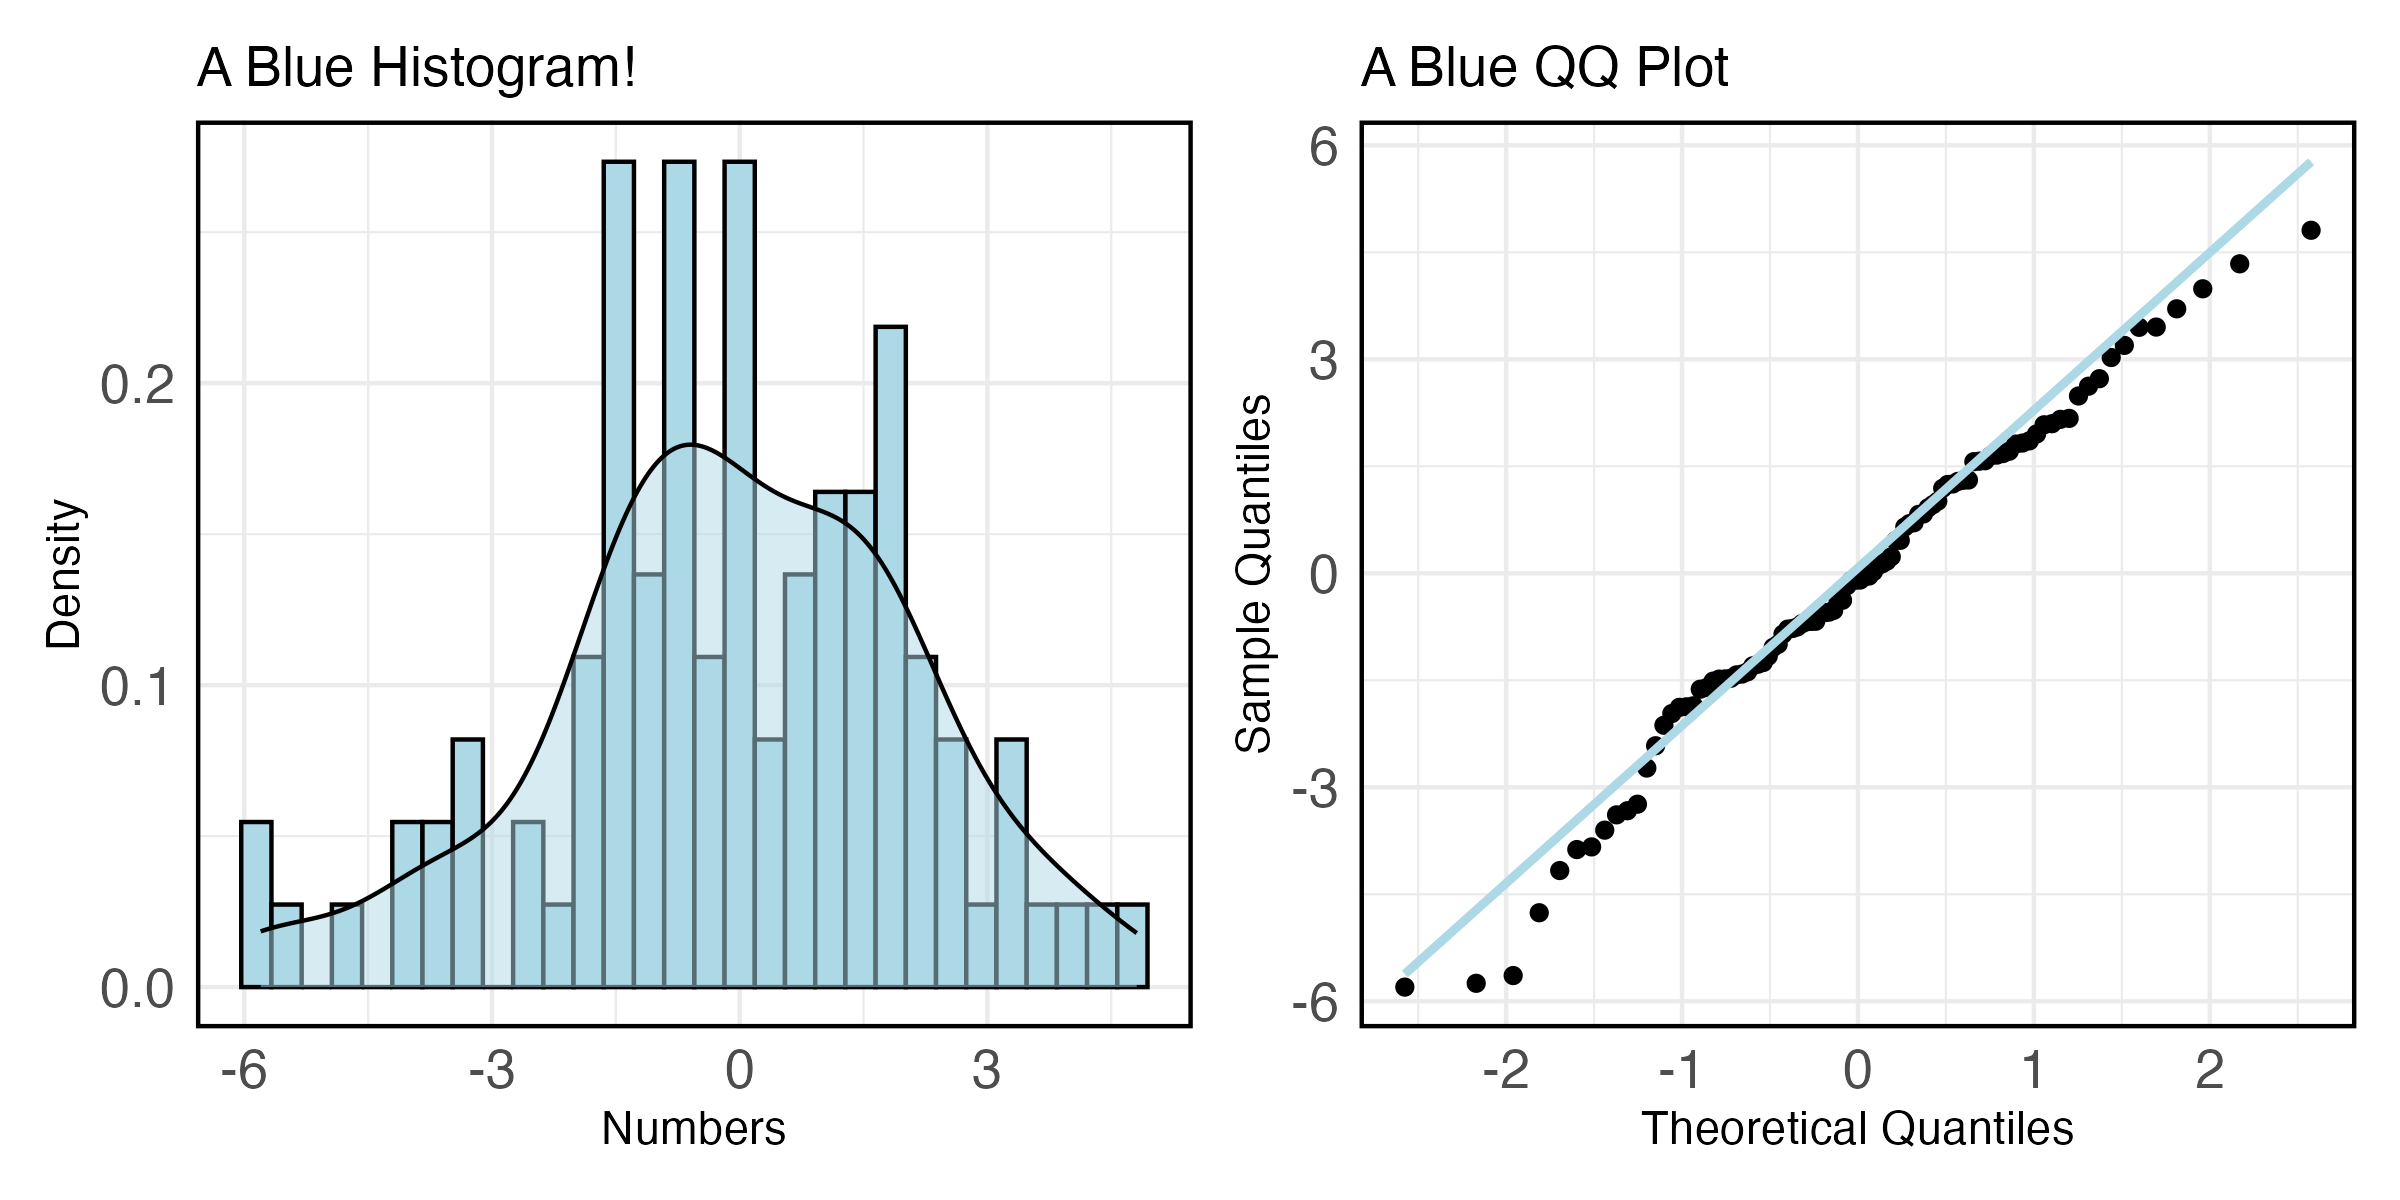 A Blue Histogram!
Density
0.2
0.1
0.0
-6 -3 0 3
Numbers
A Blue QQ Plot
Sample Quantiles
6
3
0
-3
-6
-2 -1 0 1 2
Theoretical Quantiles